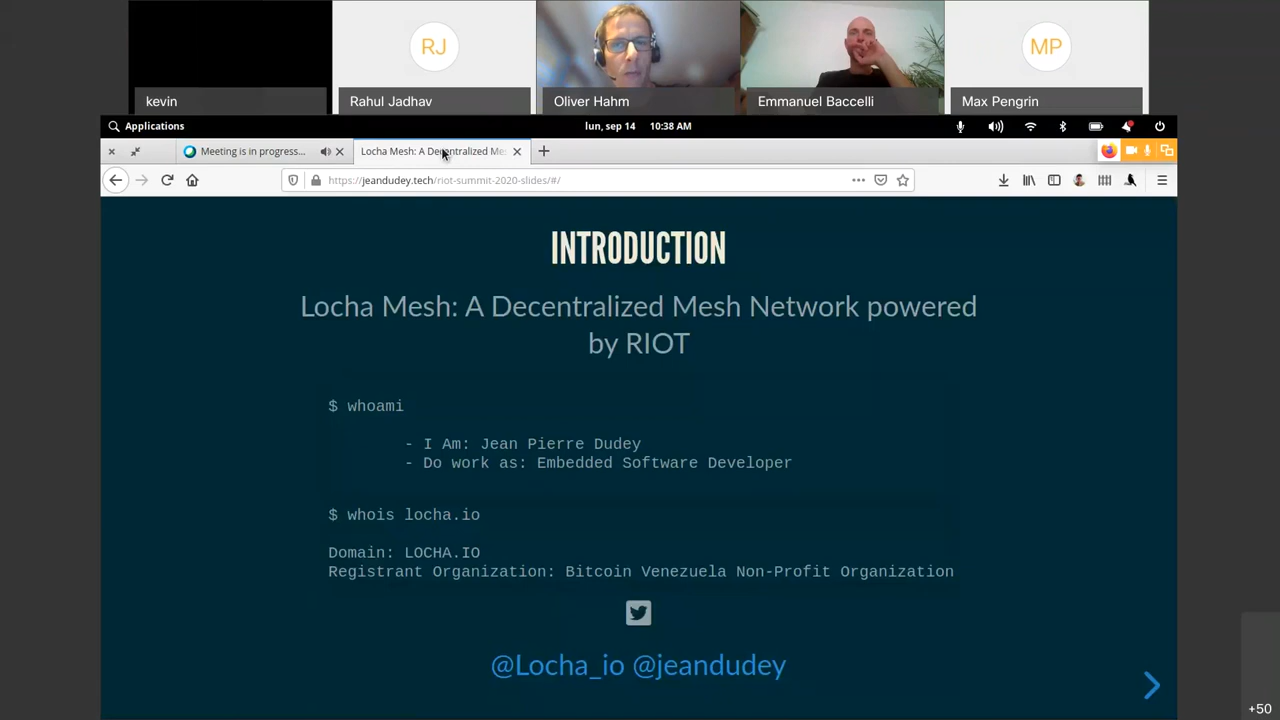 RJ
MP
kevin
Rahul Jadhav
Oliver Hahm
Emmanuel Baccelli
Max Pengrin
Applications
lun, sep 14 10:38 AM
Meeting is in progress...
Locha Mesh: A Decentralized Me
https://jeandudey.tech/riot-summit-2020-slides/#/
INTRODUCTION
Locha Mesh: A Decentralized Mesh Network powered
by RIOT
$ whoami
- I Am: Jean Pierre Dudey
- Do work as: Embedded Software Developer
$ whois locha.io
Domain: LOCHA.IO
Registrant Organization: Bitcoin Venezuela Non-Profit Organization
@Locha_io @jeandudey
+50